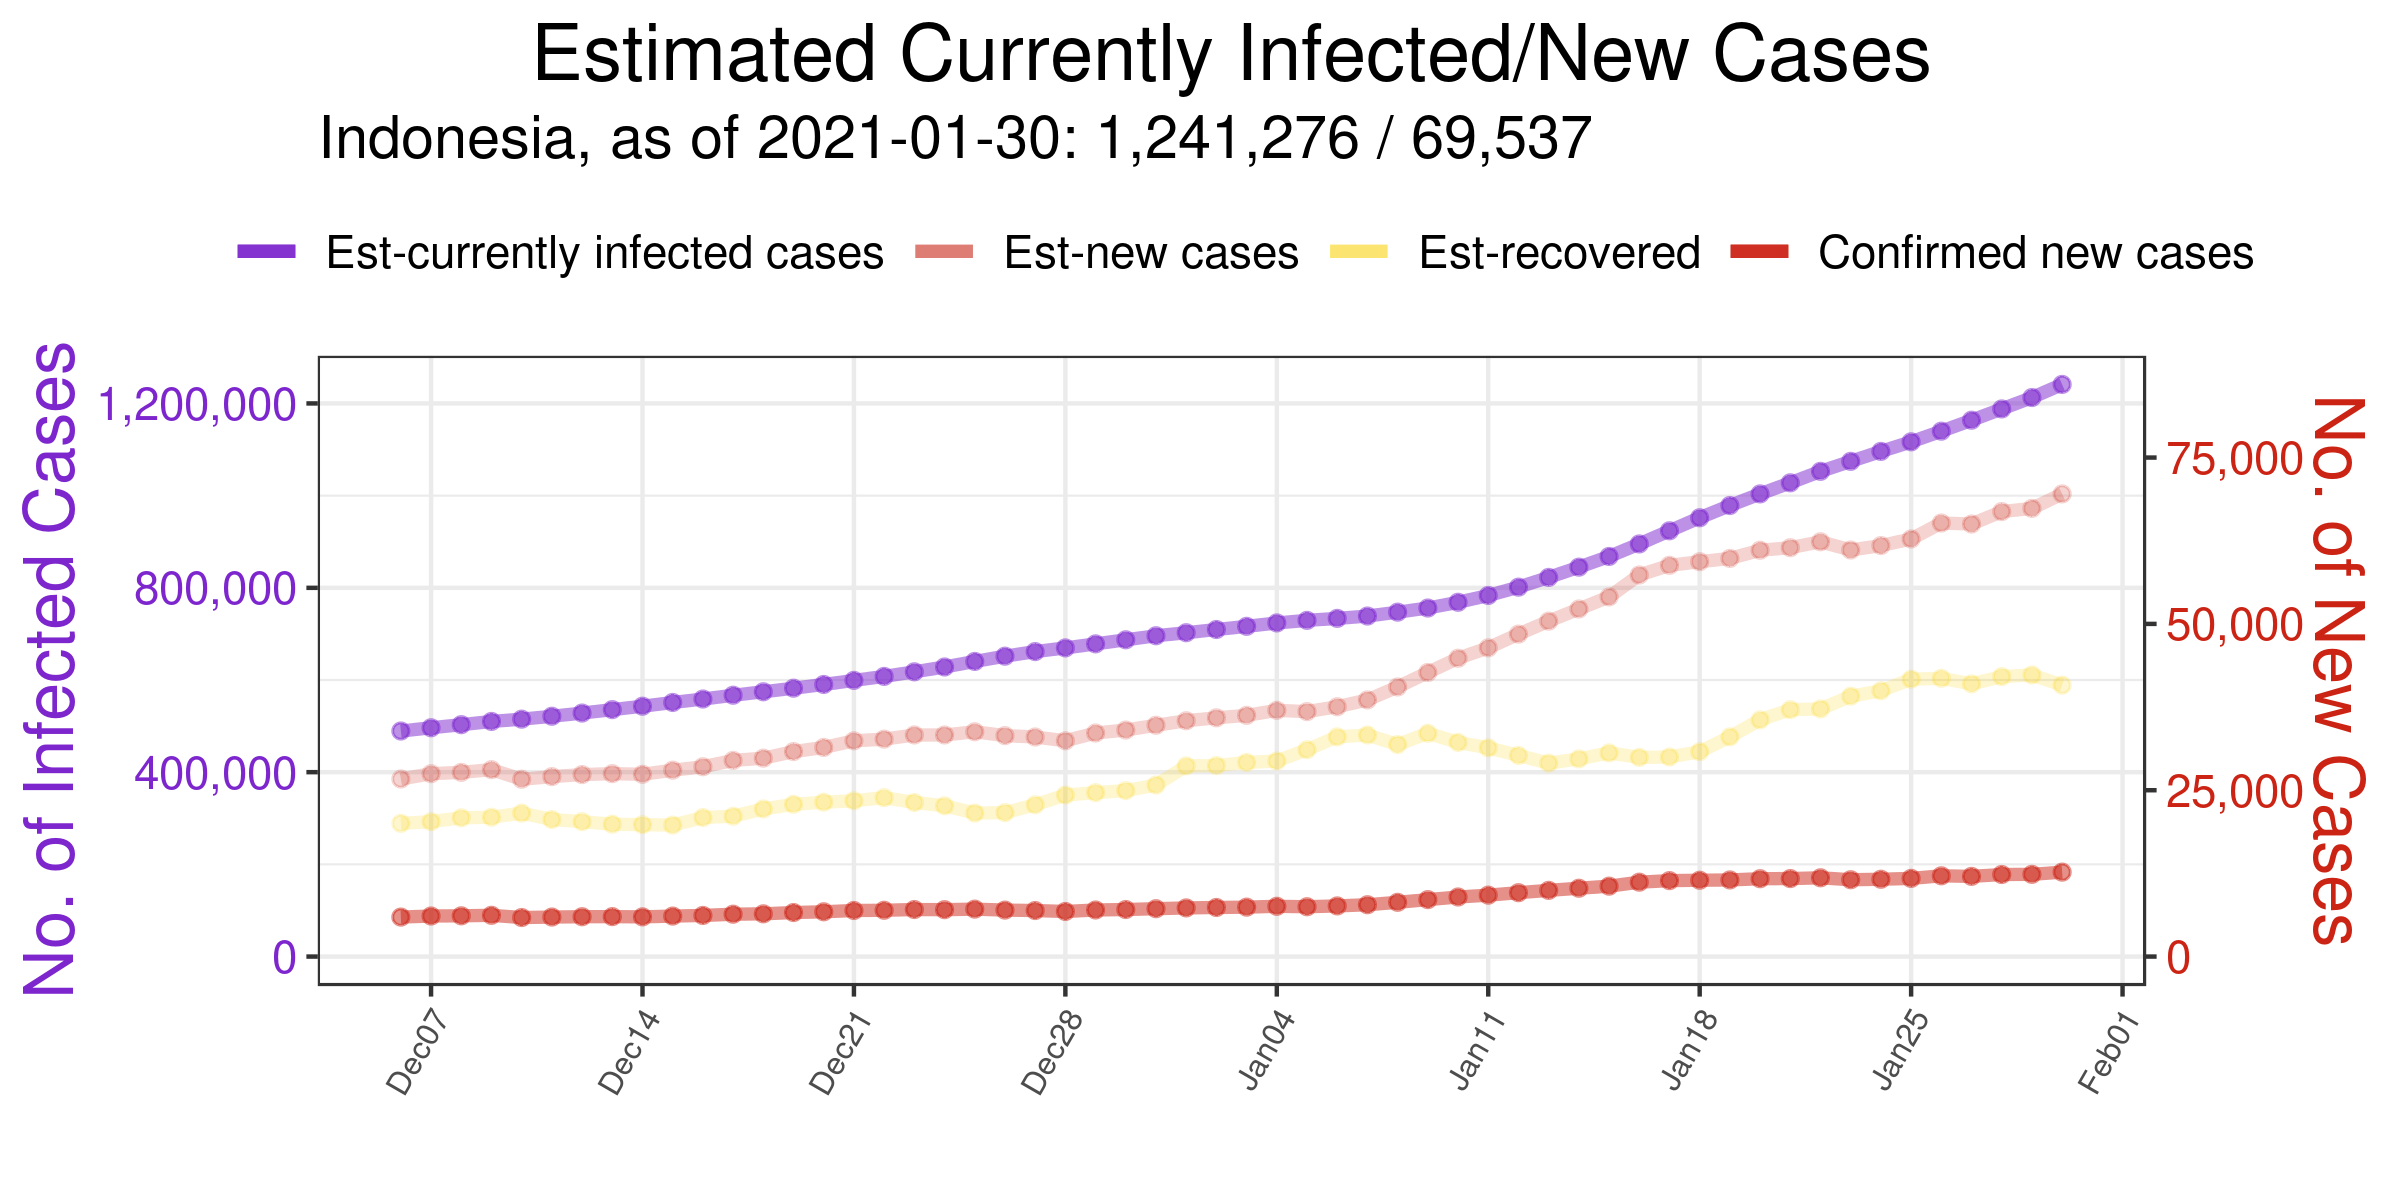 Estimated Currently Infected/New Cases
Indonesia, as of 2021-01-30: 1,241,276 / 69,537
Est-currently infected cases Est-new cases Est-recovered Confirmed new cases
No. of Infected Cases
1,200,000
800,000
400,000
0
75,000
50,000
25,000
0
No. of New Cases
Dec07 Dec14 Dec21 Dec28 Jan04 Jan11 Jan18 Jan25 Feb01